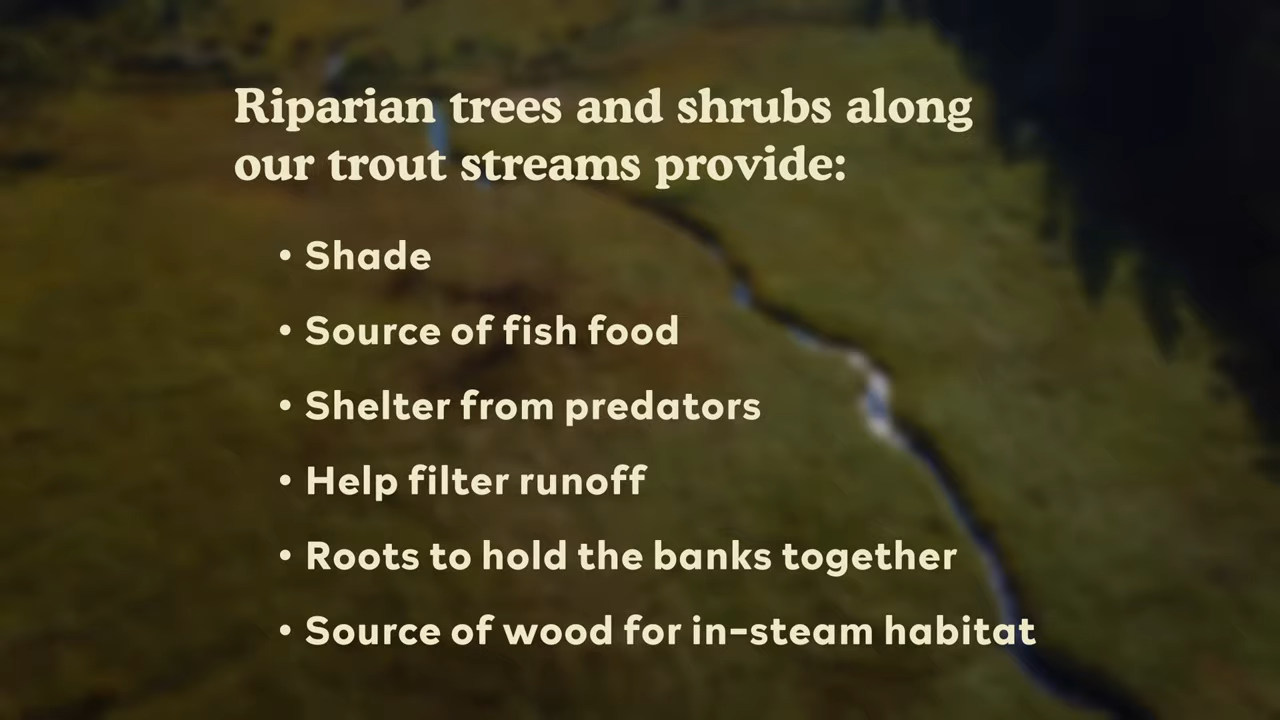 Riparian trees and shrubs along
our trout streams provide:
• Shade
• Source of fish food
• Shelter from predators
• Help filter runoff
• Roots to hold the banks together
• Source of wood for in-steam habitat